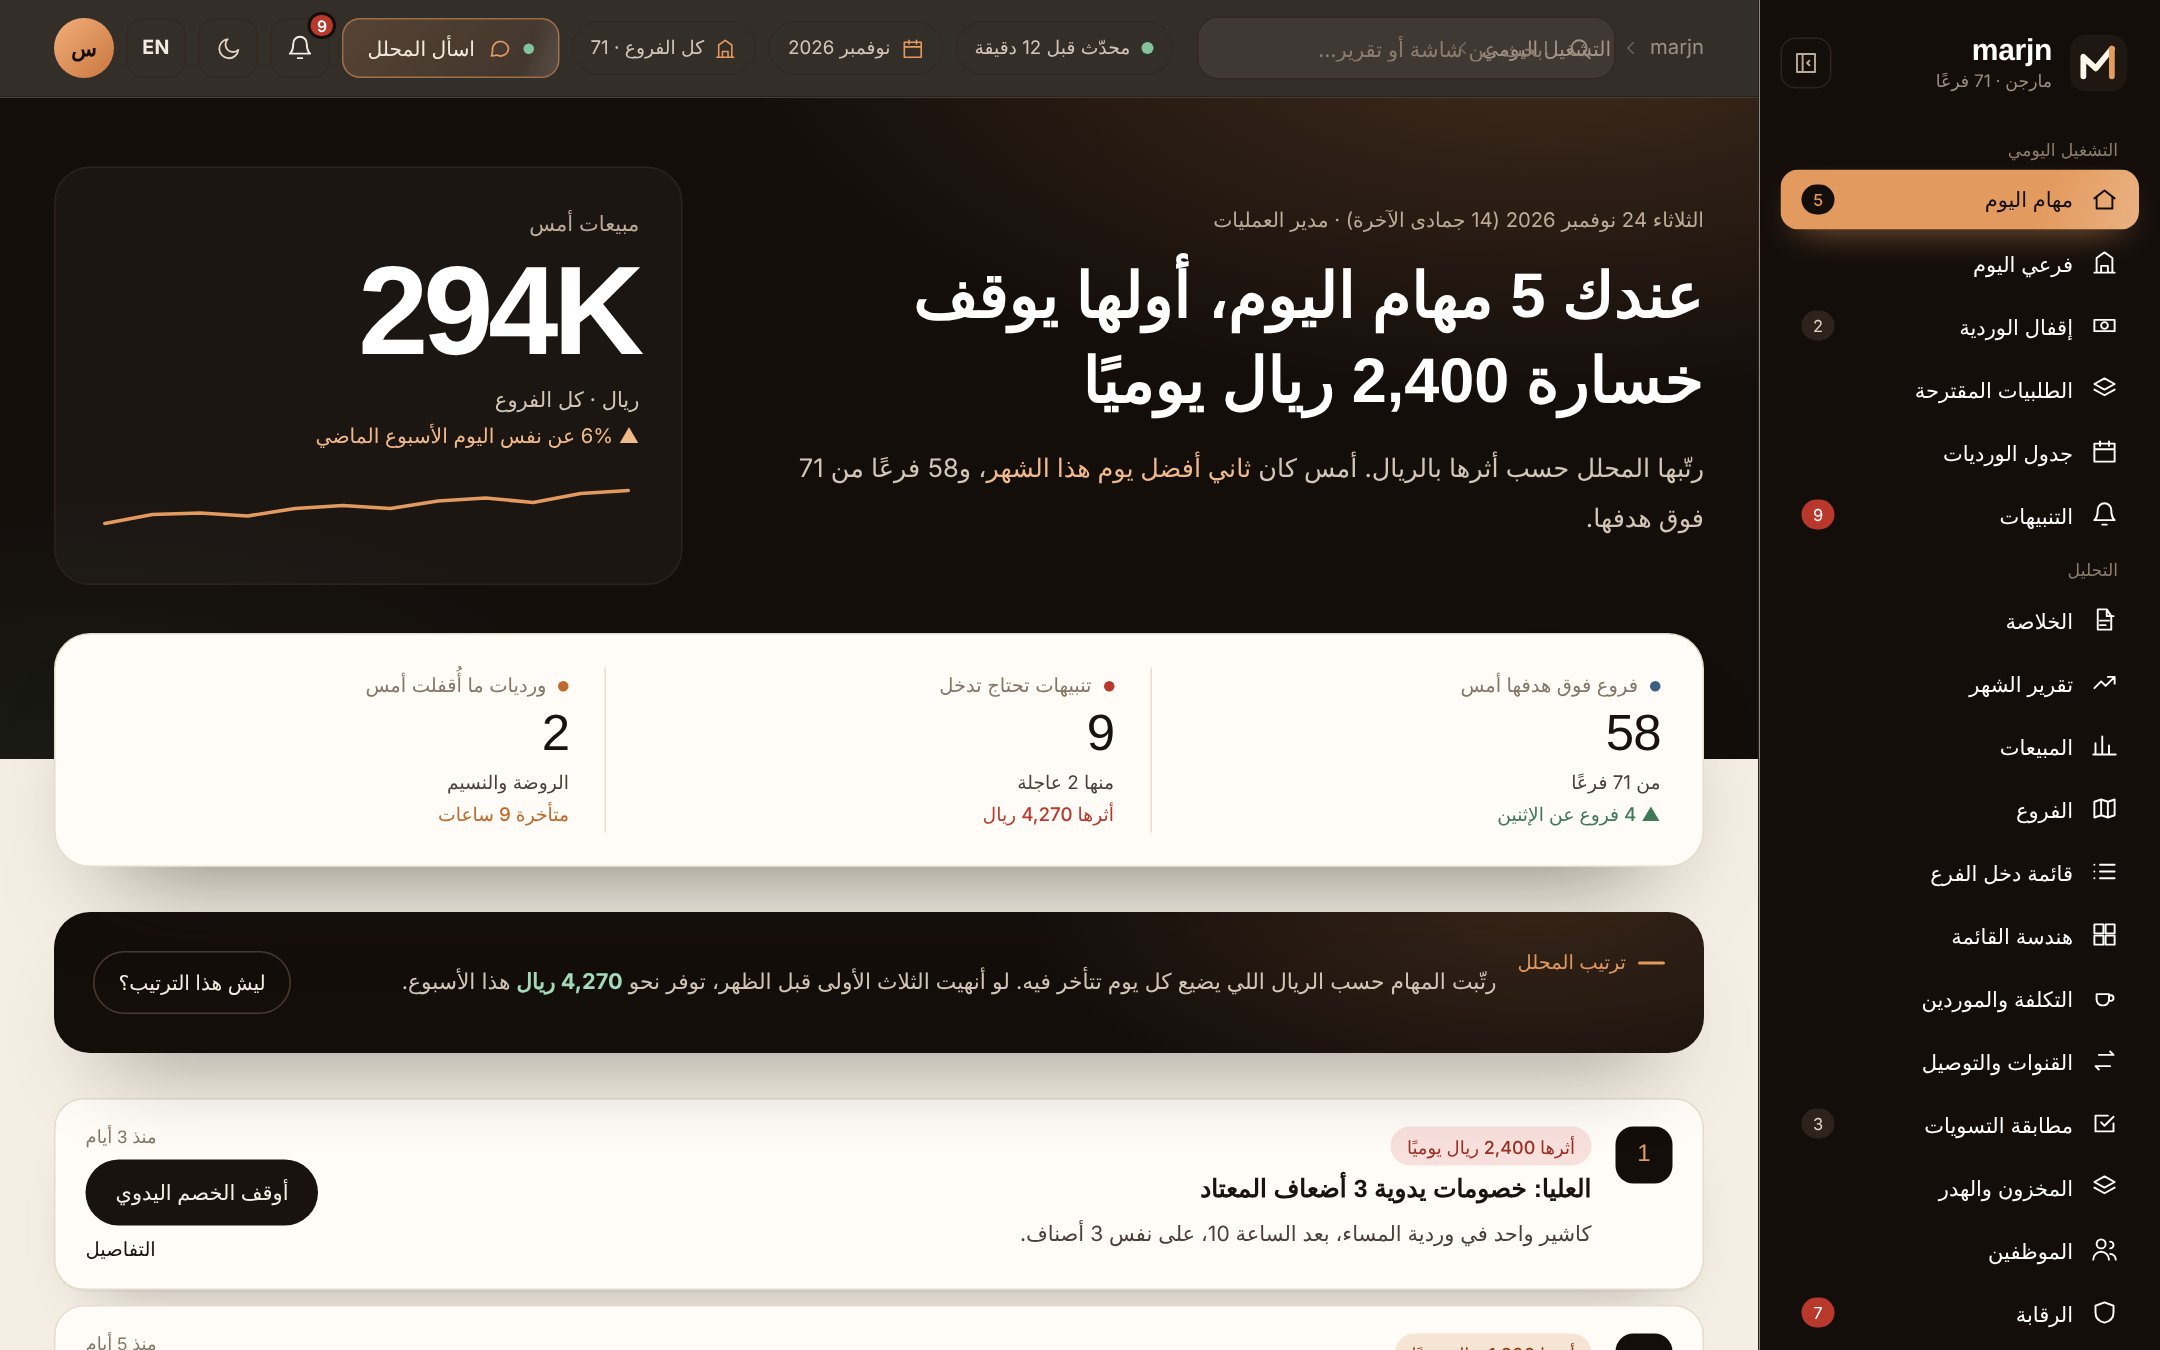 marjn
مارجن · 71 فرعًا
التشغيل اليومي
مهام اليوم
5
فرعي اليوم
إقفال الوردية
2
الطلبيات المقترحة
جدول الورديات
التنبيهات
9
التحليل
الخلاصة
تقرير الشهر
المبيعات
الفروع
قائمة دخل الفرع
هندسة القائمة
التكلفة والموردين
القنوات والتوصيل
مطابقة التسويات
3
المخزون والهدر
الموظفين
الرقابة
7
marjn
التشغيل اليومي
شاشة أو تقرير...
محدّث قبل 12 دقيقة
نوفمبر 2026
كل الفروع · 71
اسأل المحلل
9
EN
س
الثلاثاء 24 نوفمبر 2026 (14 جمادى الآخرة) · مدير العمليات
عندك 5 مهام اليوم، أولها يوقف
خسارة 2,400 ريال يوميًا
رتّبها المحلل حسب أثرها بالريال. أمس كان ثاني أفضل يوم هذا الشهر، و58 فرعًا من 71
فوق هدفها.
مبيعات أمس
294K
ريال · كل الفروع
▲ 6% عن نفس اليوم الأسبوع الماضي
فروع فوق هدفها أمس
58
من 71 فرعًا
▲ 4 فروع عن الإثنين
تنبيهات تحتاج تدخل
9
منها 2 عاجلة
أثرها 4,270 ريال
ورديات ما أُقفلت أمس
2
الروضة والنسيم
متأخرة 9 ساعات
ترتيب المحلل
رتّبت المهام حسب الريال اللي يضيع كل يوم تتأخر فيه. لو أنهيت الثلاث الأولى قبل الظهر، توفر نحو 4,270 ريال هذا الأسبوع.
ليش هذا الترتيب؟
1
أثرها 2,400 ريال يوميًا
العليا: خصومات يدوية 3 أضعاف المعتاد
كاشير واحد في وردية المساء، بعد الساعة 10، على نفس 3 أصناف.
منذ 3 أيام
أوقف الخصم اليدوي
التفاصيل
منذ 5 أيام